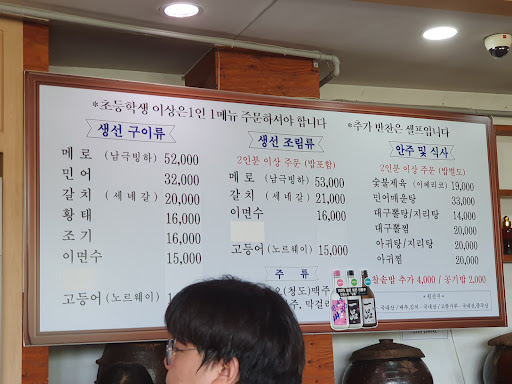 *초등학생 이상은1인 1메뉴 주문하셔야 합니다
생선 구이류
메로 (남극빙하) 52,000
민어 32,000
갈치 (세네갈) 20,000
황태 16,000
조기 16,000
이면수 15,000
고등어 (노르웨이)
생선 조림류
2인분 이상 주문 (밥포함)
메로 (남극빙하) 53,000
갈치 (세네갈) 21,000
이면수 16,000
고등어 (노르웨이) 15,000
주 류
(청도)맥주
막걸리
*추가 반찬은 셀프입니다
안주 및 식사
2인분 이상 주문 (밥별도)
숯불제육 (이베리코) 19,000
민어매운탕 33,000
대구뽈탕/지리탕 14,000
대구뽈찜 20,000
아귀탕/지리탕 20,000
아귀찜 20,000
돌솥밥 추가 4,000 / 공기밥 2,000